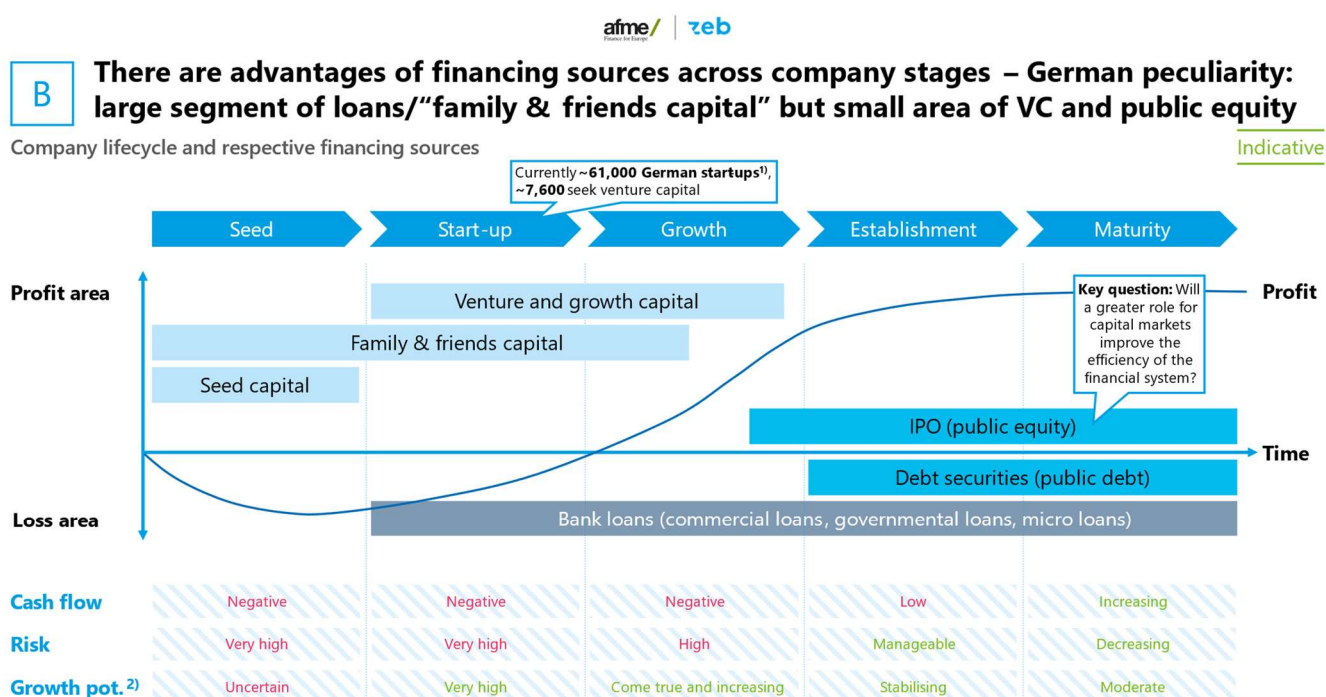 afme/ zeb
Finance for Europe
B
There are advantages of financing sources across company stages – German peculiarity:
large segment of loans/“family & friends capital” but small area of VC and public equity
Company lifecycle and respective financing sources
Indicative
Currently ~61,000 German startups¹⁾,
~7,600 seek venture capital
Seed Start-up Growth Establishment Maturity
Profit area
Venture and growth capital
Family & friends capital
Seed capital
Key question: Will
a greater role for
capital markets
improve the
efficiency of the
financial system?
Profit
IPO (public equity)
Time
Debt securities (public debt)
Loss area
Bank loans (commercial loans, governmental loans, micro loans)
Cash flow Negative Negative Negative Low Increasing
Risk Very high Very high High Manageable Decreasing
Growth pot.²⁾ Uncertain Very high Come true and increasing Stabilising Moderate